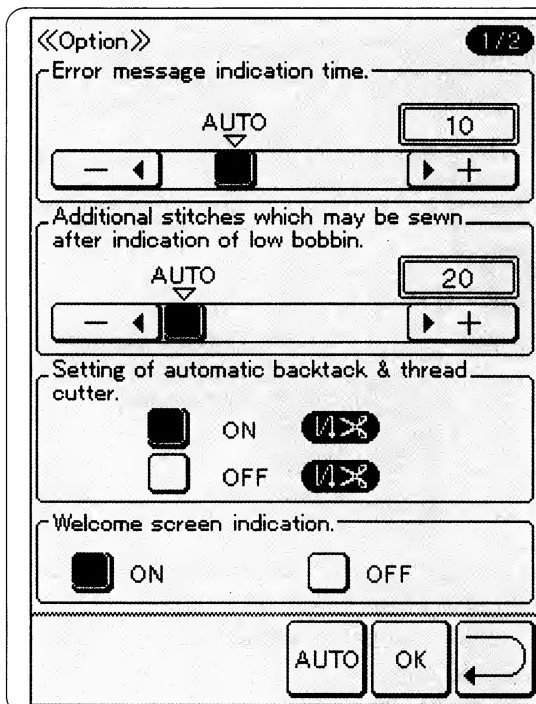 ≪Option≫ 1/2
Error message indication time.
AUTO 10
− +
Additional stitches which may be sewn
after indication of low bobbin.
AUTO 20
− +
Setting of automatic backtack & thread
cutter.
ON
OFF
Welcome screen indication.
ON OFF
AUTO OK